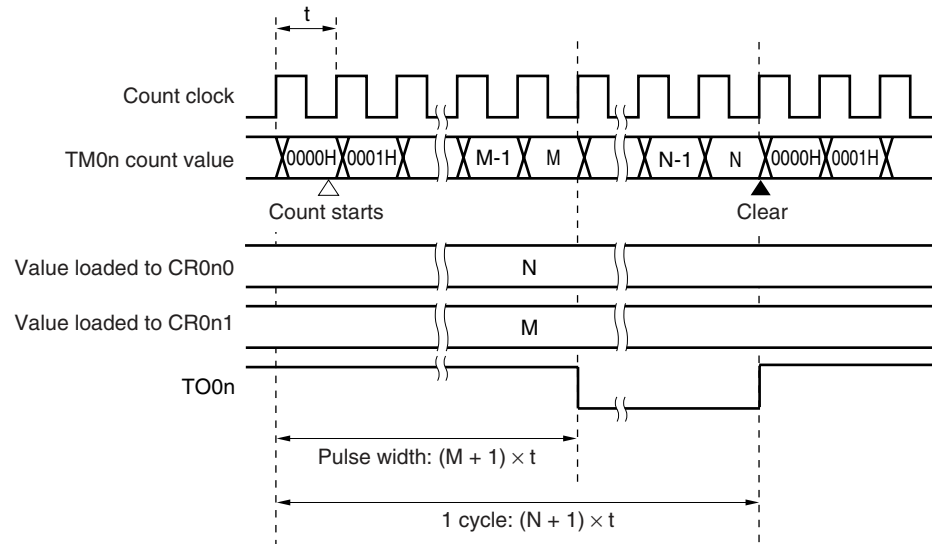 t
Count clock
TM0n count value 0000H 0001H M-1 M N-1 N 0000H 0001H
Count starts Clear
Value loaded to CR0n0 N
Value loaded to CR0n1 M
TO0n
Pulse width: (M + 1) × t
1 cycle: (N + 1) × t